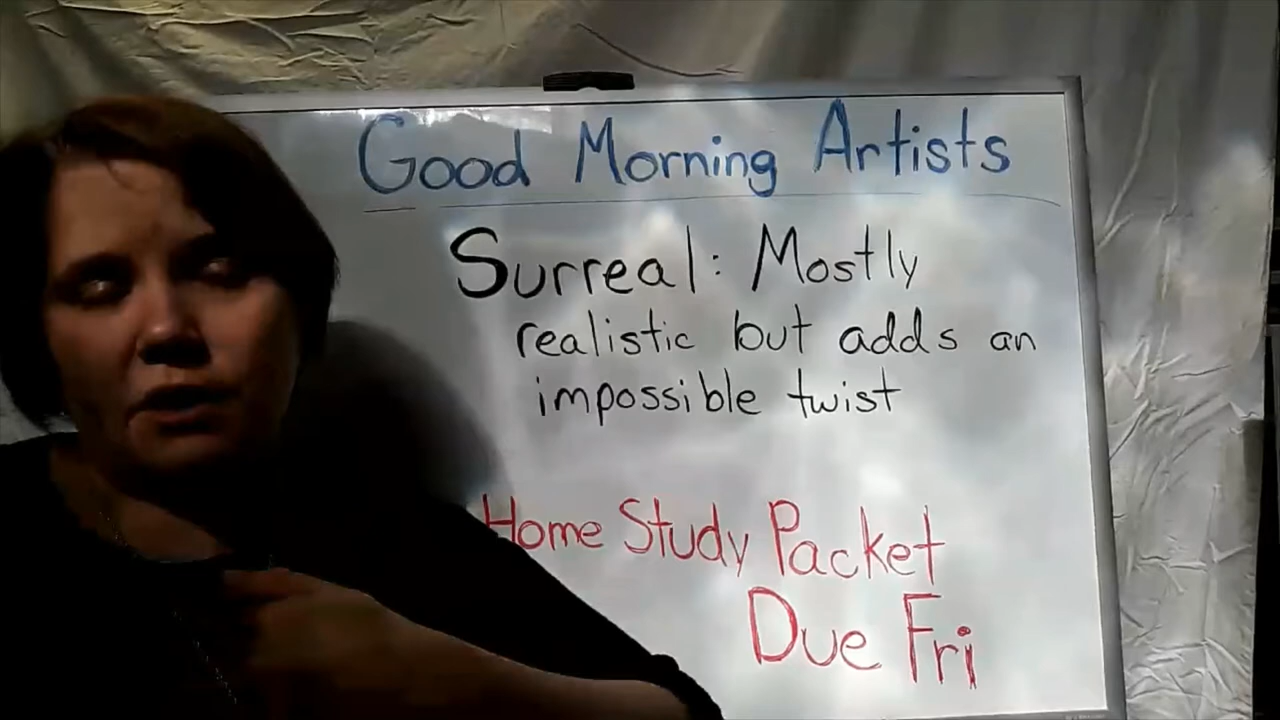 Good Morning Artists
Surreal: Mostly
realistic but adds an
impossible twist
Home Study Packet
Due Fri